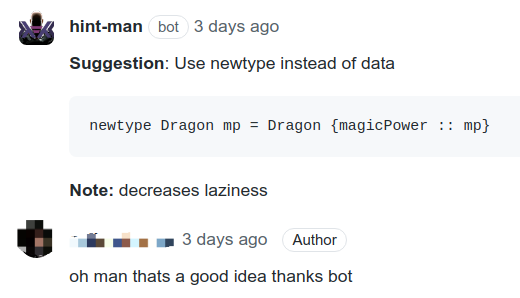 hint-man bot 3 days ago
Suggestion: Use newtype instead of data
newtype Dragon mp = Dragon {magicPower :: mp}
Note: decreases laziness
3 days ago Author
oh man thats a good idea thanks bot